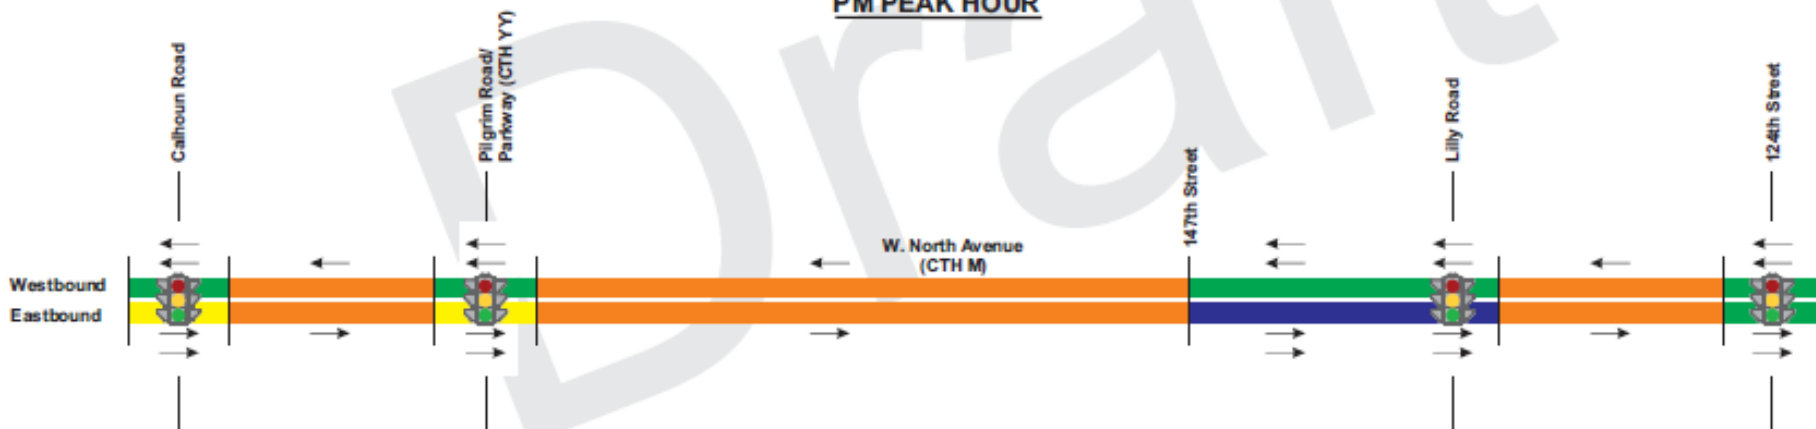 PM PEAK HOUR
Calhoun Road
Pilgrim Road/
Parkway (CTH YY)
147th Street
Lilly Road
124th Street
W. North Avenue
(CTH M)
Westbound
Eastbound
Draft